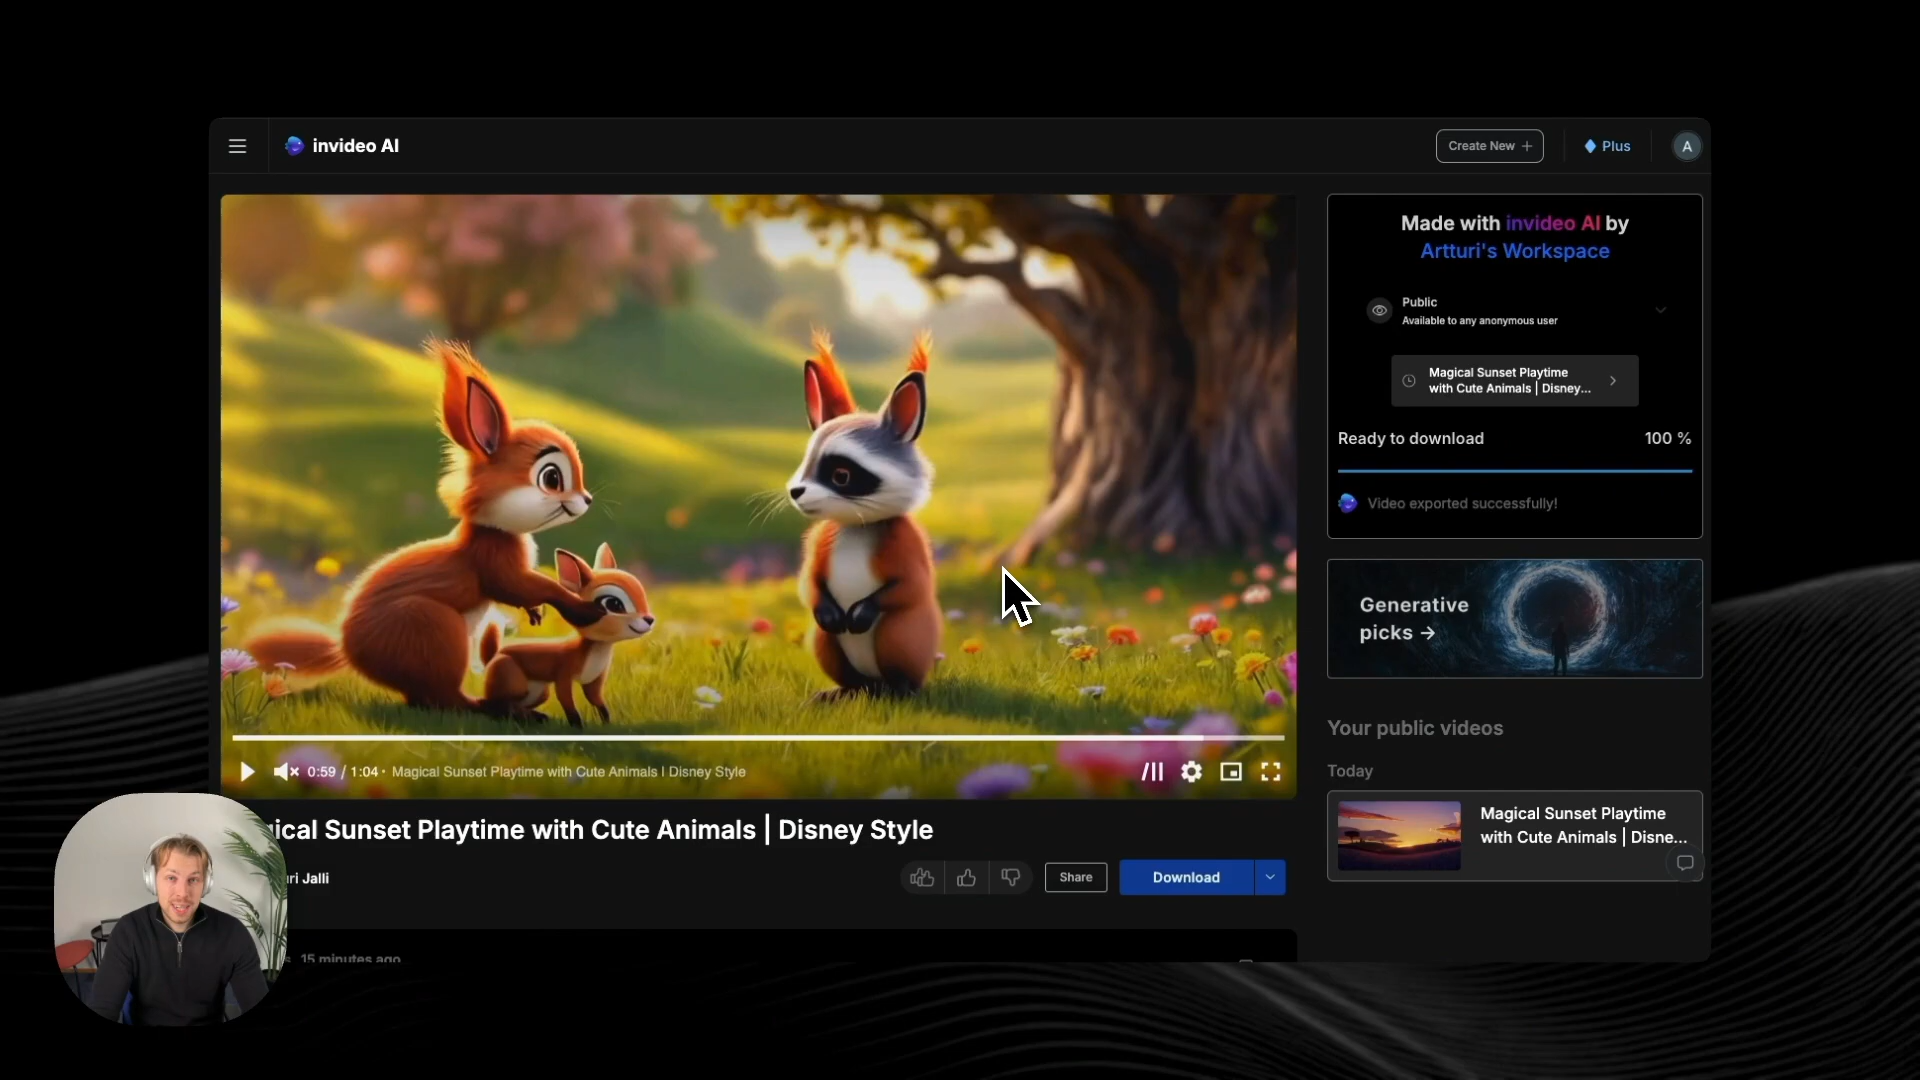 invideo AI
Create New +
Plus
A
Made with invideo AI by
Artturi's Workspace
Public
Available to any anonymous user
Magical Sunset Playtime
with Cute Animals | Disney...
Ready to download
100 %
Video exported successfully!
Generative
picks →
0:59 / 1:04 • Magical Sunset Playtime with Cute Animals | Disney Style
gical Sunset Playtime with Cute Animals | Disney Style
uri Jalli
Share
Download
15 minutes ago
Your public videos
Today
Magical Sunset Playtime
with Cute Animals | Disne...